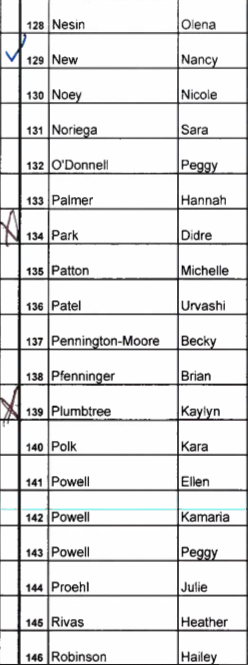 128 Nesin Olena
129 New Nancy
130 Noey Nicole
131 Noriega Sara
132 O'Donnell Peggy
133 Palmer Hannah
134 Park Didre
135 Patton Michelle
136 Patel Urvashi
137 Pennington-Moore Becky
138 Pfenninger Brian
139 Plumbtree Kaylyn
140 Polk Kara
141 Powell Ellen
142 Powell Kamaria
143 Powell Peggy
144 Proehl Julie
145 Rivas Heather
146 Robinson Hailey